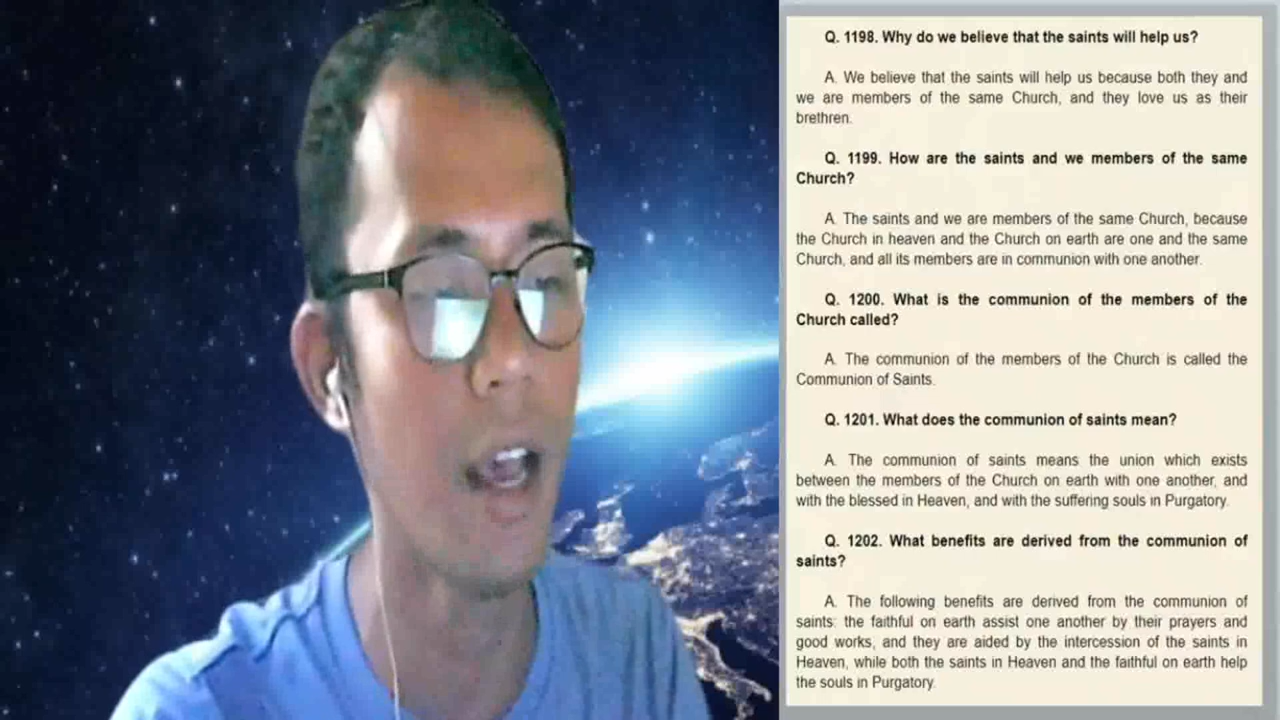 Q. 1198. Why do we believe that the saints will help us?
A. We believe that the saints will help us because both they and
we are members of the same Church, and they love us as their
brethren.
Q. 1199. How are the saints and we members of the same
Church?
A. The saints and we are members of the same Church, because
the Church in heaven and the Church on earth are one and the same
Church, and all its members are in communion with one another.
Q. 1200. What is the communion of the members of the
Church called?
A. The communion of the members of the Church is called the
Communion of Saints.
Q. 1201. What does the communion of saints mean?
A. The communion of saints means the union which exists
between the members of the Church on earth with one another, and
with the blessed in Heaven, and with the suffering souls in Purgatory.
Q. 1202. What benefits are derived from the communion of
saints?
A. The following benefits are derived from the communion of
saints: the faithful on earth assist one another by their prayers and
good works, and they are aided by the intercession of the saints in
Heaven, while both the saints in Heaven and the faithful on earth help
the souls in Purgatory.